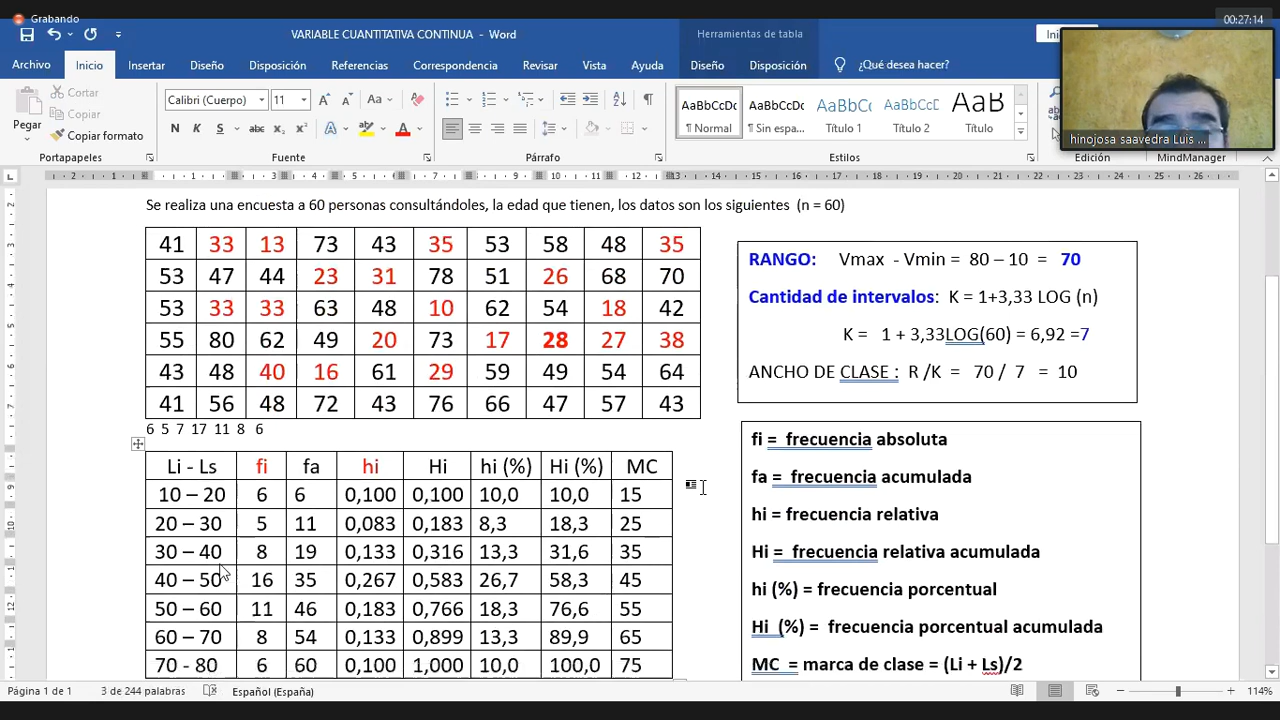 Grabando
00:27:14
VARIABLE CUANTITATIVA CONTINUA - Word
Herramientas de tabla
Archivo Inicio Insertar Diseño Disposición Referencias Correspondencia Revisar Vista Ayuda Diseño Disposición ¿Qué desea hacer?
Cortar
Copiar
Pegar
Copiar formato
Calibri (Cuerpo) 11
AaBbCcDc AaBbCcDc AaBbCcD AaBbCcD AaB
¶ Normal ¶ Sin espa... Título 1 Título 2 Título
hinojosa saavedra Luis ...
Portapapeles Fuente Párrafo Estilos Edición MindManager
Se realiza una encuesta a 60 personas consultándoles, la edad que tienen, los datos son los siguientes (n = 60)
41 33 13 73 43 35 53 58 48 35
53 47 44 23 31 78 51 26 68 70
53 33 33 63 48 10 62 54 18 42
55 80 62 49 20 73 17 28 27 38
43 48 40 16 61 29 59 49 54 64
41 56 48 72 43 76 66 47 57 43
6 5 7 17 11 8 6
RANGO: Vmax - Vmin = 80 – 10 = 70
Cantidad de intervalos: K = 1+3,33 LOG (n)
K = 1 + 3,33LOG(60) = 6,92 =7
ANCHO DE CLASE : R /K = 70 / 7 = 10
Li - Ls fi fa hi Hi hi (%) Hi (%) MC
10 – 20 6 6 0,100 0,100 10,0 10,0 15
20 – 30 5 11 0,083 0,183 8,3 18,3 25
30 – 40 8 19 0,133 0,316 13,3 31,6 35
40 – 50 16 35 0,267 0,583 26,7 58,3 45
50 – 60 11 46 0,183 0,766 18,3 76,6 55
60 – 70 8 54 0,133 0,899 13,3 89,9 65
70 - 80 6 60 0,100 1,000 10,0 100,0 75
fi = frecuencia absoluta
fa = frecuencia acumulada
hi = frecuencia relativa
Hi = frecuencia relativa acumulada
hi (%) = frecuencia porcentual
Hi (%) = frecuencia porcentual acumulada
MC = marca de clase = (Li + Ls)/2
Página 1 de 1 3 de 244 palabras Español (España) 114%